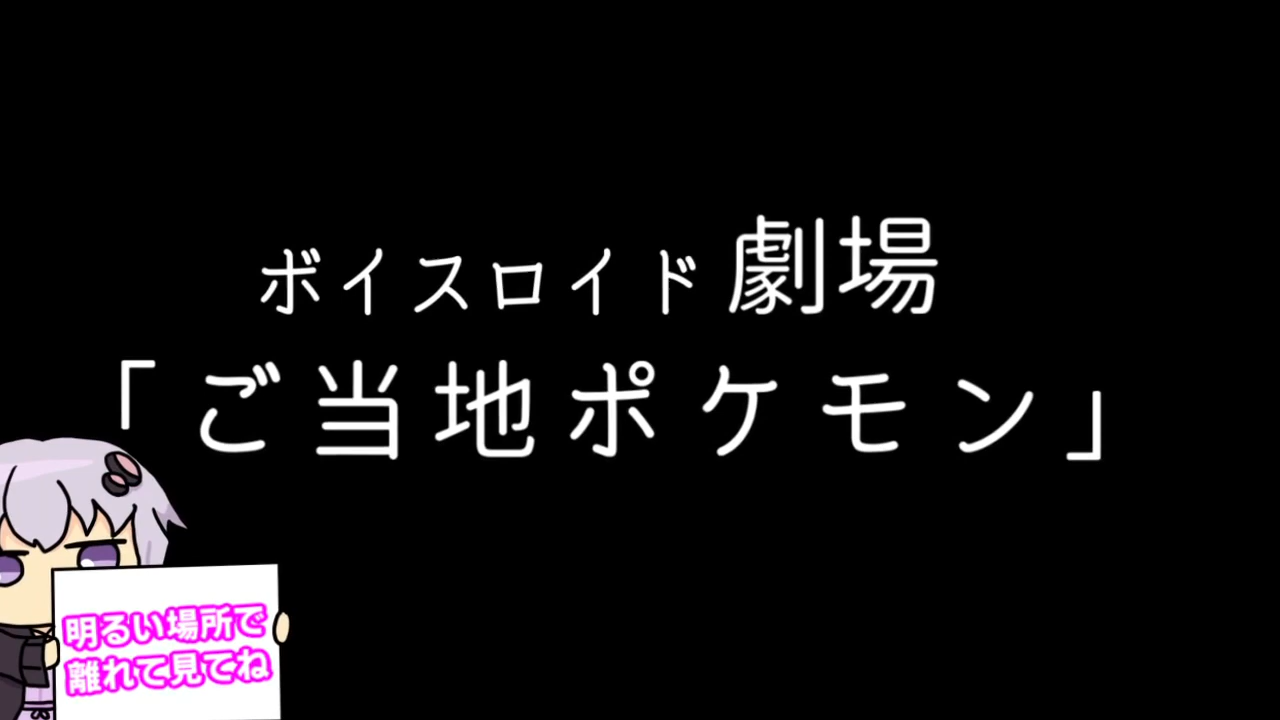 ボイスロイド劇場
「ご当地ポケモン」
明るい場所で
離れて見てね